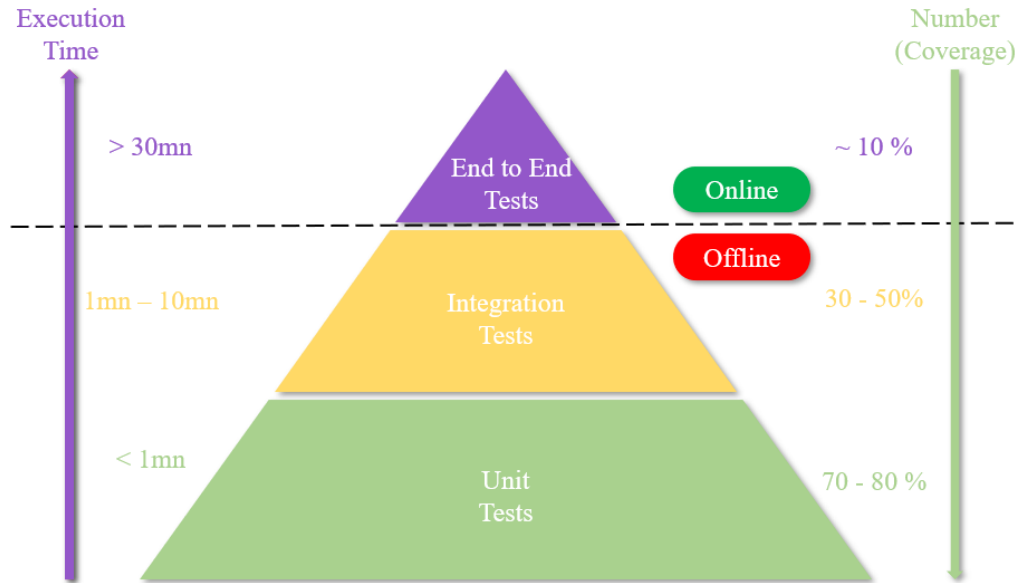 Execution
Time
Number
(Coverage)
> 30mn
~ 10 %
End to End
Tests
Online
Offline
1mn – 10mn
30 - 50%
Integration
Tests
< 1mn
70 - 80 %
Unit
Tests